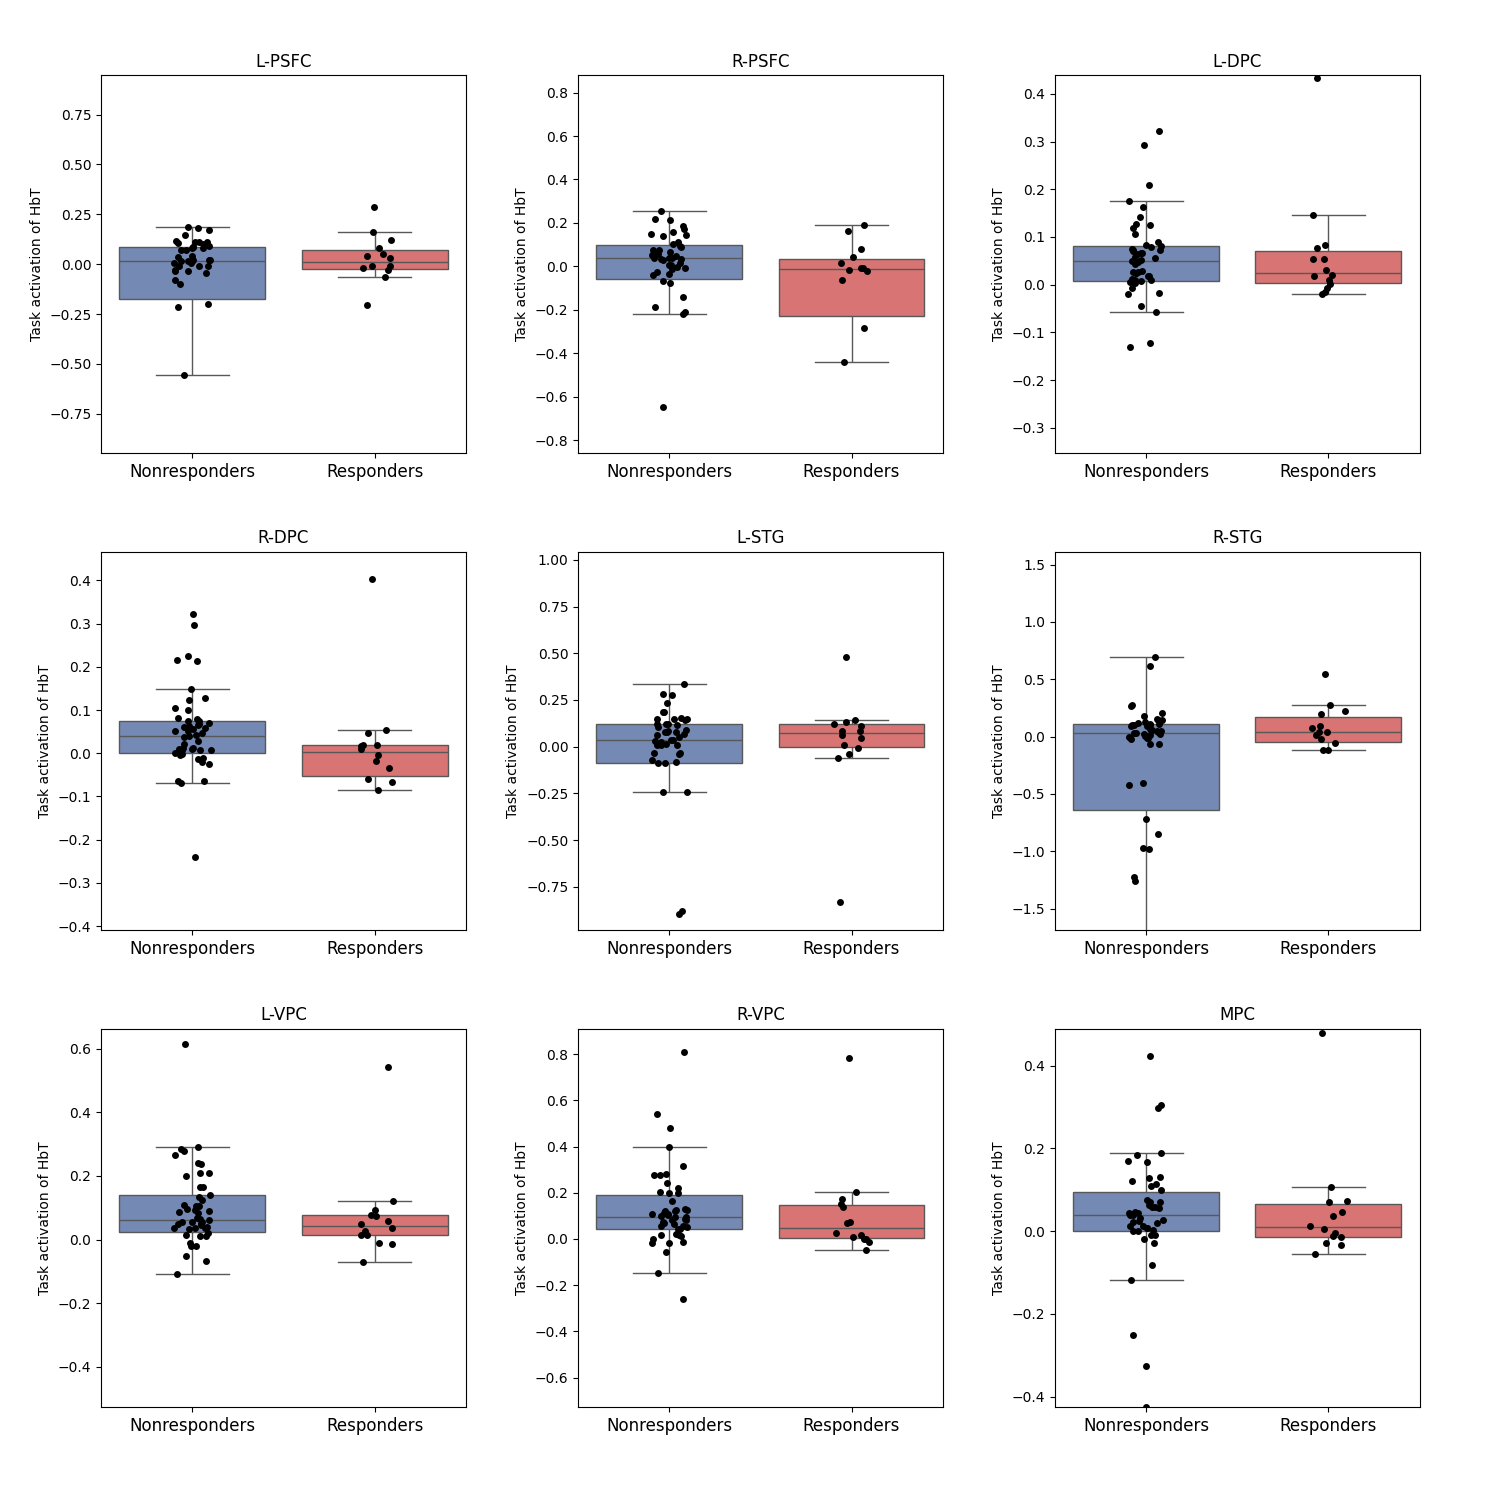 L-PSFC
Task activation of HbT
0.75
0.50
0.25
0.00
−0.25
−0.50
−0.75
Nonresponders Responders
R-PSFC
Task activation of HbT
0.8
0.6
0.4
0.2
0.0
−0.2
−0.4
−0.6
−0.8
Nonresponders Responders
L-DPC
Task activation of HbT
0.4
0.3
0.2
0.1
0.0
−0.1
−0.2
−0.3
Nonresponders Responders
R-DPC
Task activation of HbT
0.4
0.3
0.2
0.1
0.0
−0.1
−0.2
−0.3
−0.4
Nonresponders Responders
L-STG
Task activation of HbT
1.00
0.75
0.50
0.25
0.00
−0.25
−0.50
−0.75
Nonresponders Responders
R-STG
Task activation of HbT
1.5
1.0
0.5
0.0
−0.5
−1.0
−1.5
Nonresponders Responders
L-VPC
Task activation of HbT
0.6
0.4
0.2
0.0
−0.2
−0.4
Nonresponders Responders
R-VPC
Task activation of HbT
0.8
0.6
0.4
0.2
0.0
−0.2
−0.4
−0.6
Nonresponders Responders
MPC
Task activation of HbT
0.4
0.2
0.0
−0.2
−0.4
Nonresponders Responders